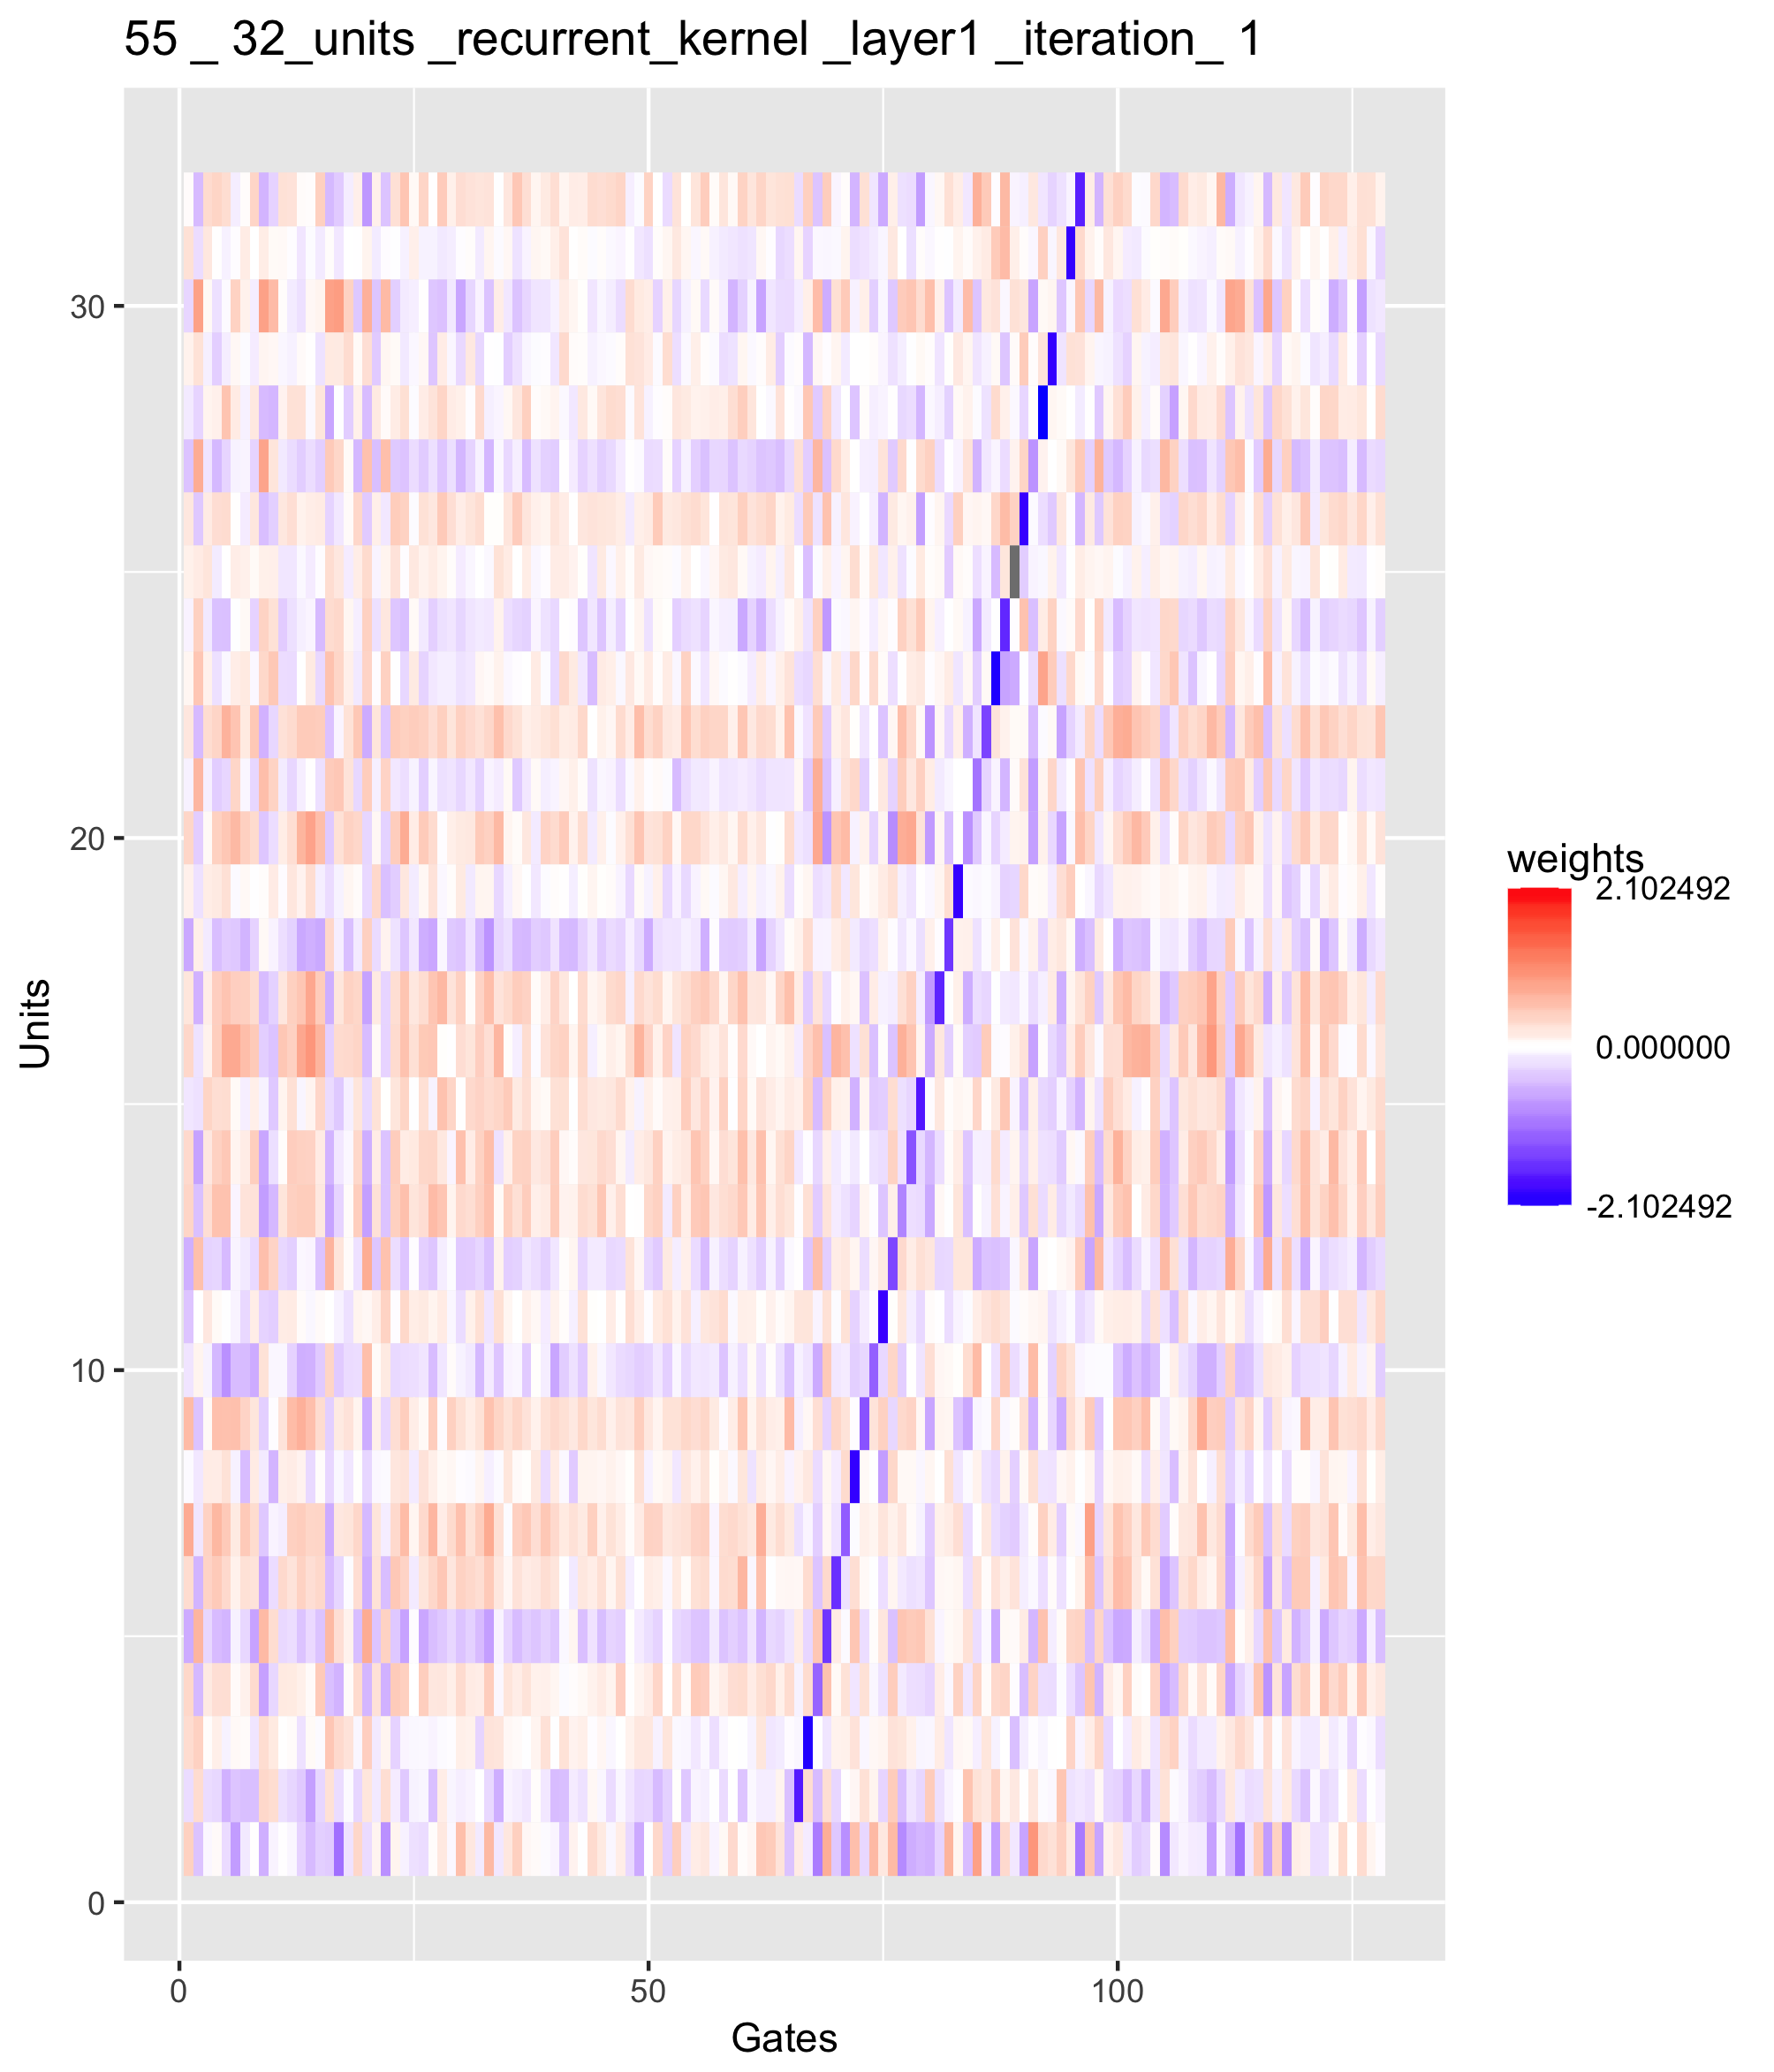 55 _ 32_units _recurrent_kernel _layer1 _iteration_ 1
30
20
10
0
Units
0
50
100
Gates
weights
2.102492
0.000000
-2.102492